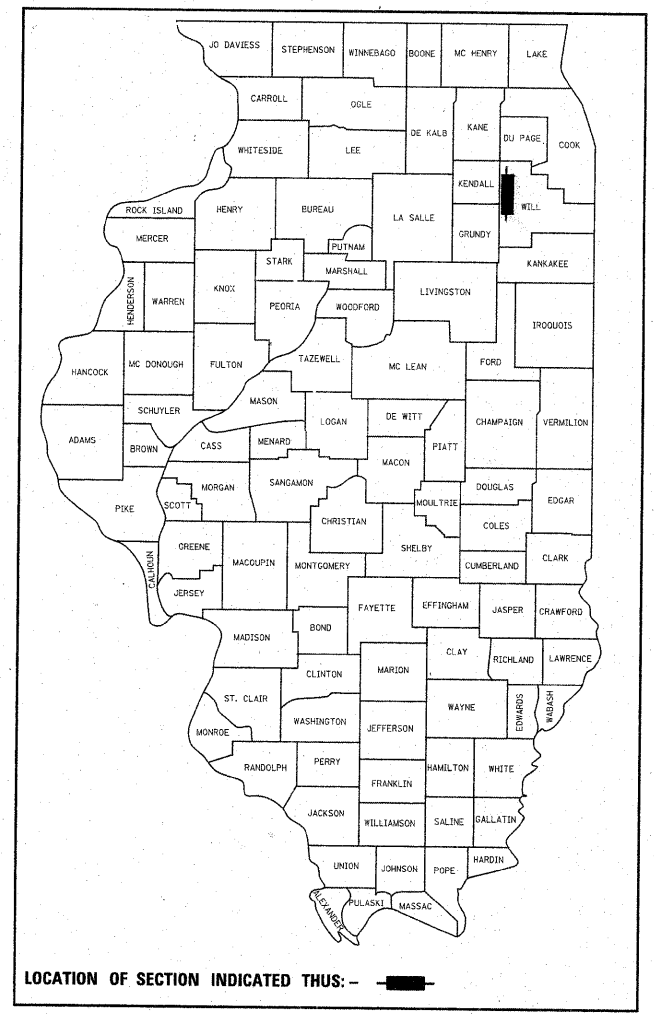 JO DAVIESS STEPHENSON WINNEBAGO BOONE MC HENRY LAKE
CARROLL OGLE DE KALB KANE DU PAGE COOK
WHITESIDE LEE
KENDALL WILL
ROCK ISLAND HENRY BUREAU LA SALLE GRUNDY
MERCER PUTNAM
STARK MARSHALL KANKAKEE
HENDERSON WARREN KNOX PEORIA WOODFORD LIVINGSTON IROQUOIS
HANCOCK MC DONOUGH FULTON TAZEWELL MC LEAN FORD
SCHUYLER MASON LOGAN DE WITT CHAMPAIGN VERMILION
ADAMS BROWN CASS MENARD MACON PIATT
PIKE SCOTT MORGAN SANGAMON MOULTRIE DOUGLAS EDGAR
CHRISTIAN COLES
CALHOUN GREENE MACOUPIN MONTGOMERY SHELBY CUMBERLAND CLARK
JERSEY FAYETTE EFFINGHAM JASPER CRAWFORD
MADISON BOND
CLINTON MARION CLAY RICHLAND LAWRENCE
ST. CLAIR WASHINGTON WAYNE EDWARDS WABASH
MONROE JEFFERSON
RANDOLPH PERRY HAMILTON WHITE
FRANKLIN
JACKSON WILLIAMSON SALINE GALLATIN
UNION JOHNSON POPE HARDIN
ALEXANDER PULASKI MASSAC
LOCATION OF SECTION INDICATED THUS: -